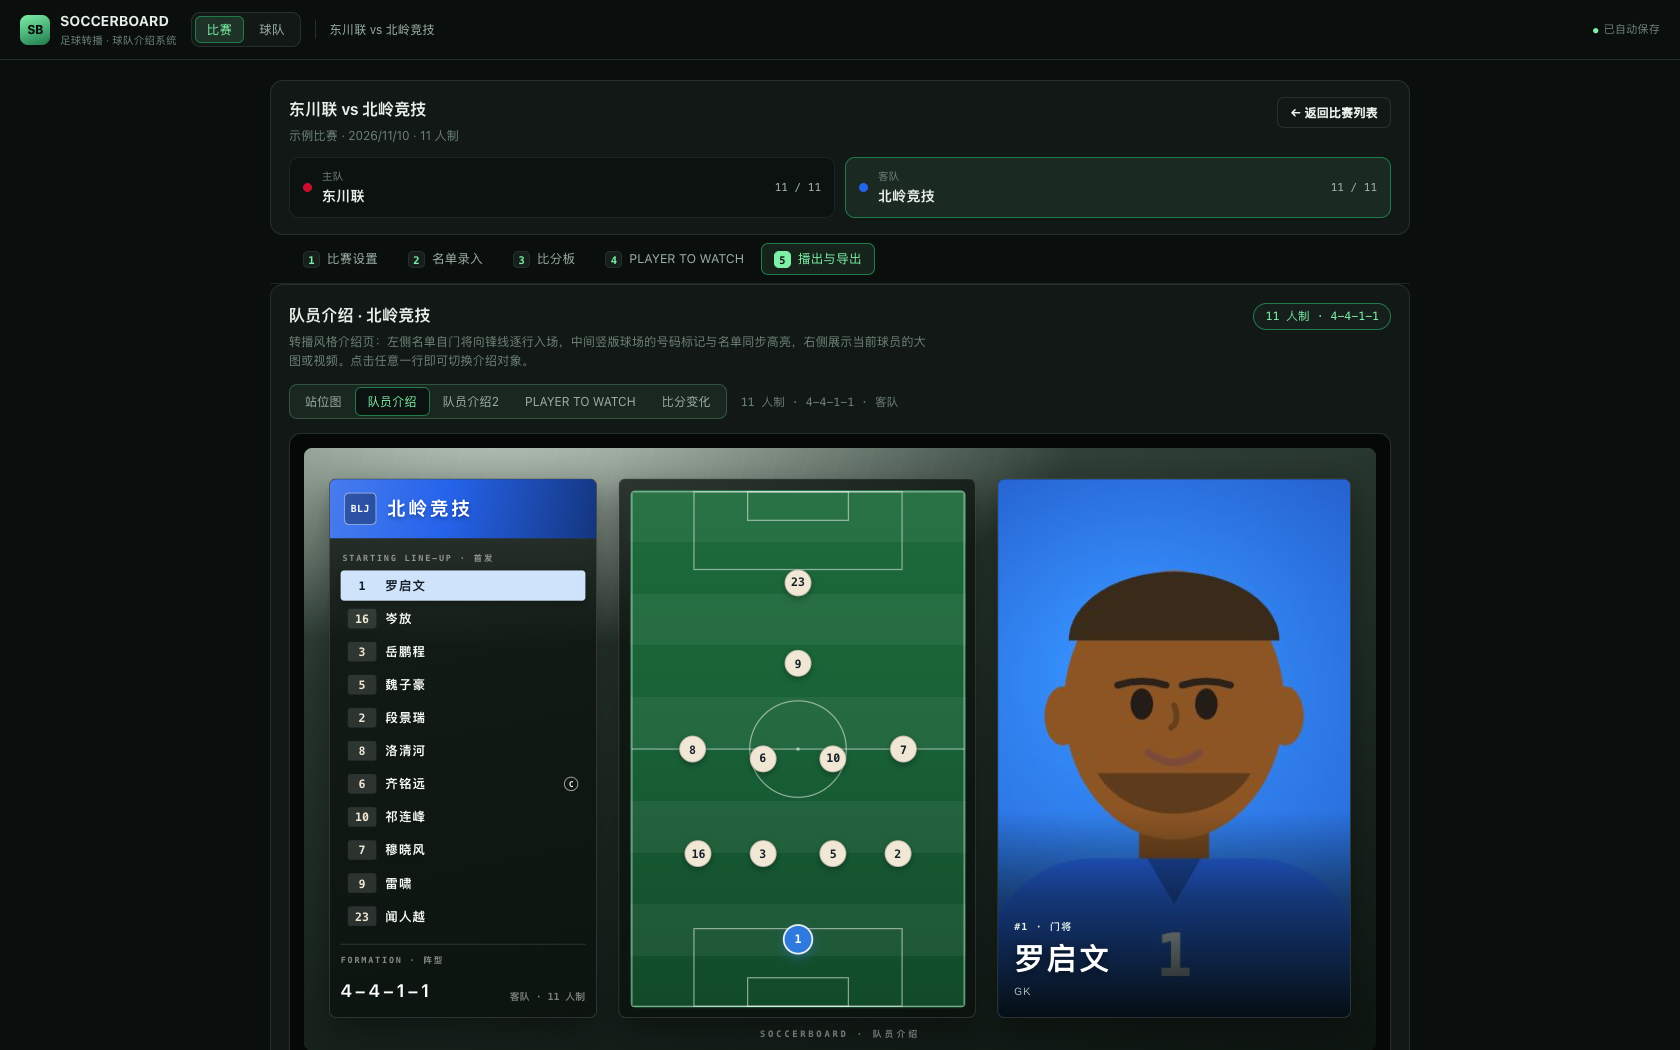 SB
SOCCERBOARD
足球转播 · 球队介绍系统
比赛
球队
东川联 vs 北岭竞技
已自动保存
东川联 vs 北岭竞技
示例比赛 · 2026/11/10 · 11 人制
← 返回比赛列表
主队
东川联
11 / 11
客队
北岭竞技
11 / 11
1 比赛设置
2 名单录入
3 比分板
4 PLAYER TO WATCH
5 播出与导出
队员介绍 · 北岭竞技
11 人制 · 4-4-1-1
转播风格介绍页：左侧名单自门将向锋线逐行入场，中间竖版球场的号码标记与名单同步高亮，右侧展示当前球员的大
图或视频。点击任意一行即可切换介绍对象。
站位图
队员介绍
队员介绍2
PLAYER TO WATCH
比分变化
11 人制 · 4-4-1-1 · 客队
BLJ
北岭竞技
STARTING LINE-UP · 首发
1 罗启文
16 岑放
3 岳鹏程
5 魏子豪
2 段景瑞
8 洛清河
6 齐铭远 C
10 祁连峰
7 穆晓风
9 雷啸
23 闻人越
FORMATION · 阵型
4-4-1-1
客队 · 11 人制
23
9
8
6
10
7
16
3
5
2
1
#1 · 门将
罗启文
1
GK
SOCCERBOARD · 队员介绍